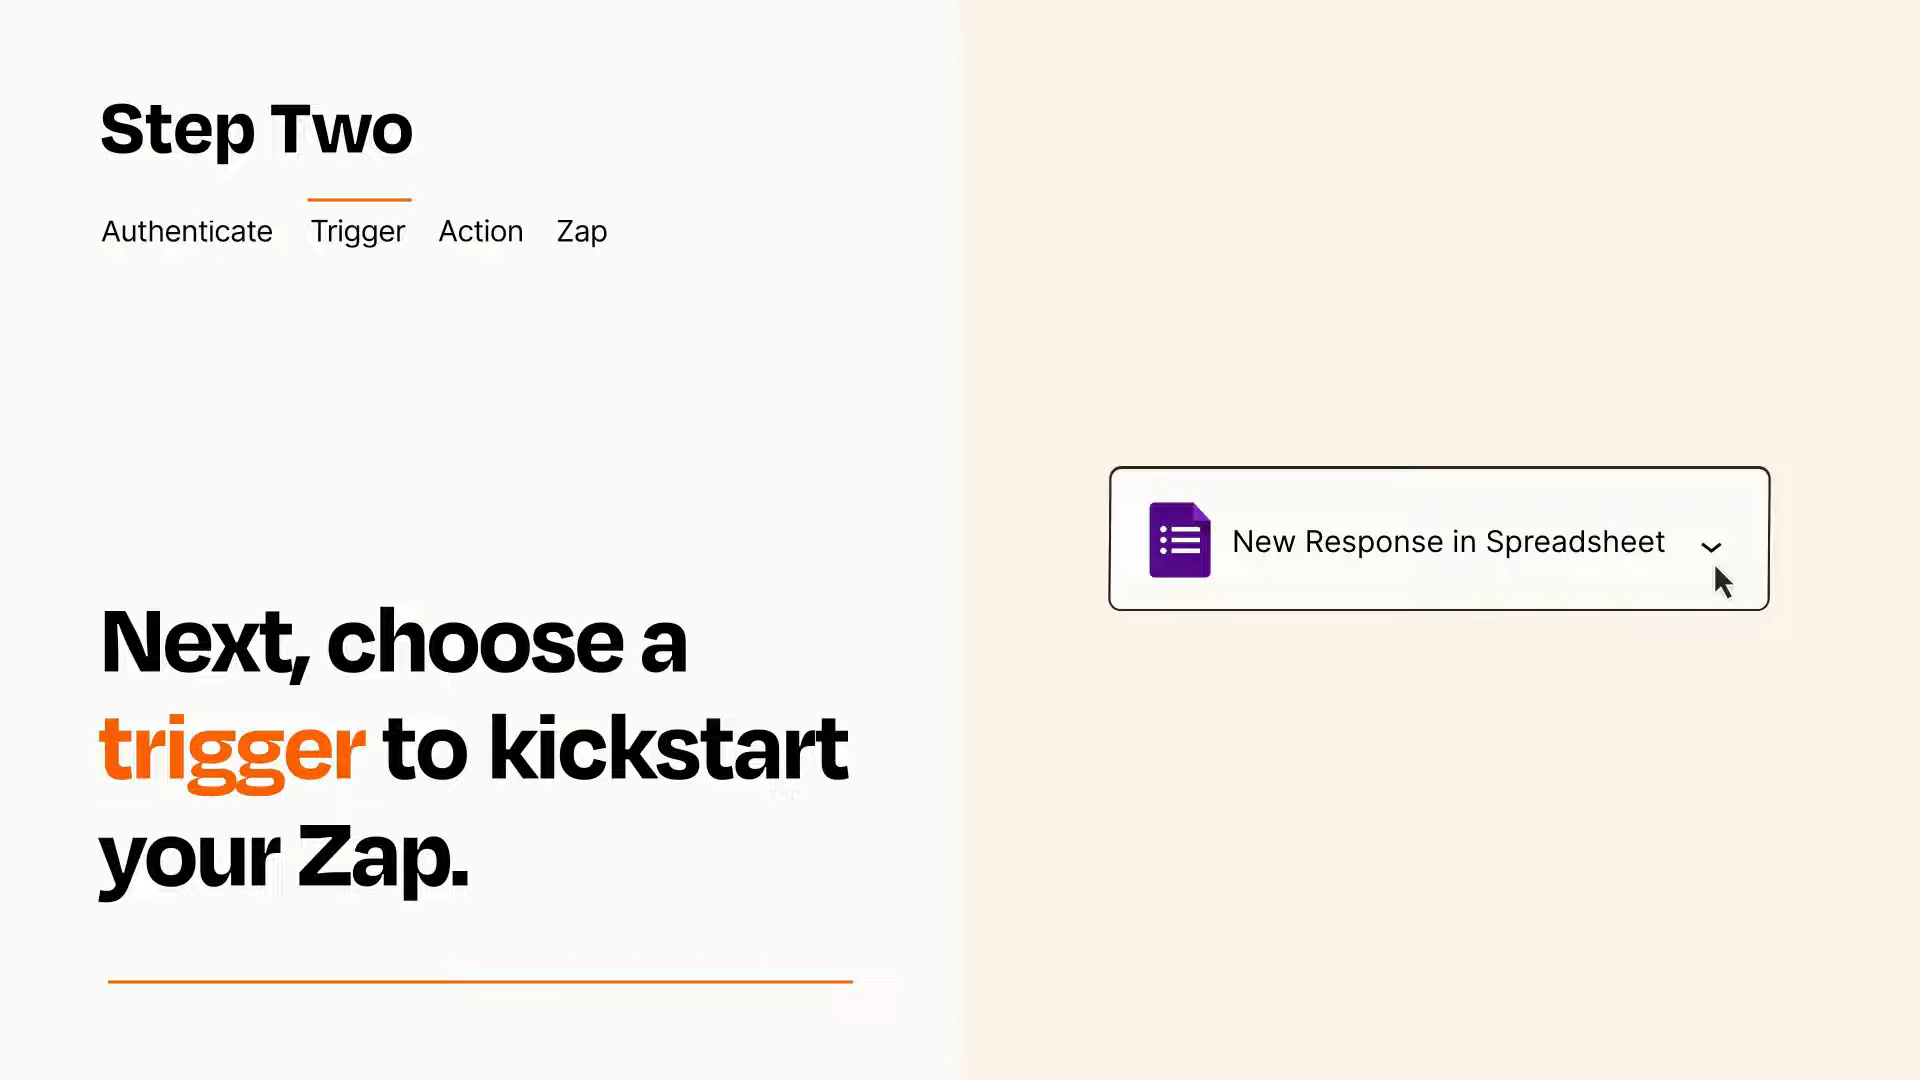 Step Two
Authenticate Trigger Action Zap
Next, choose a
trigger to kickstart
your Zap.
New Response in Spreadsheet